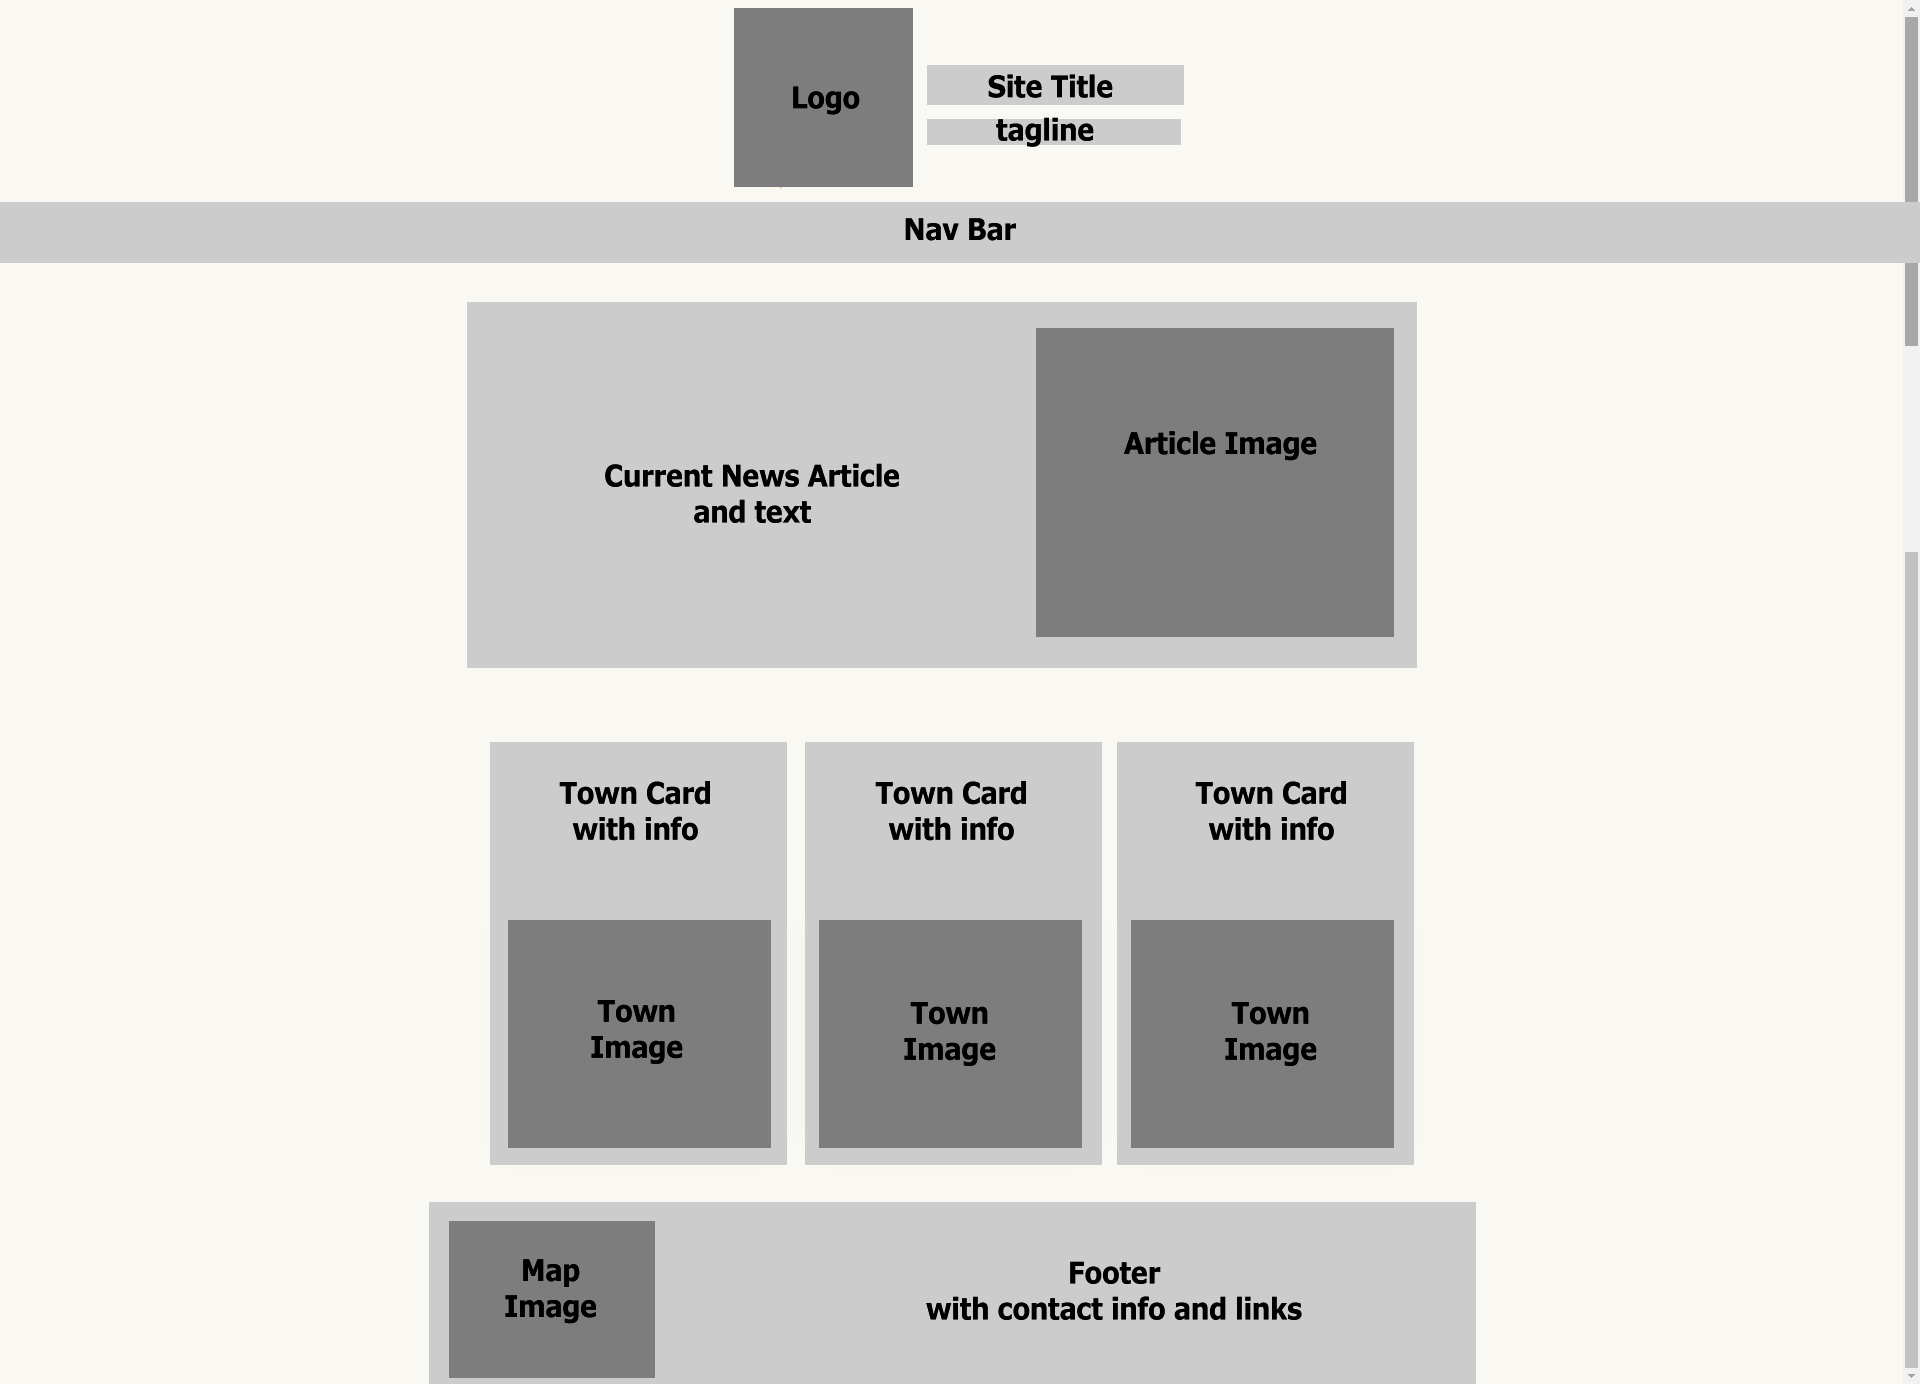 Logo
Site Title
tagline
Nav Bar
Current News Article
and text
Article Image
Town Card
with info
Town
Image
Town Card
with info
Town
Image
Town Card
with info
Town
Image
Map
Image
Footer
with contact info and links